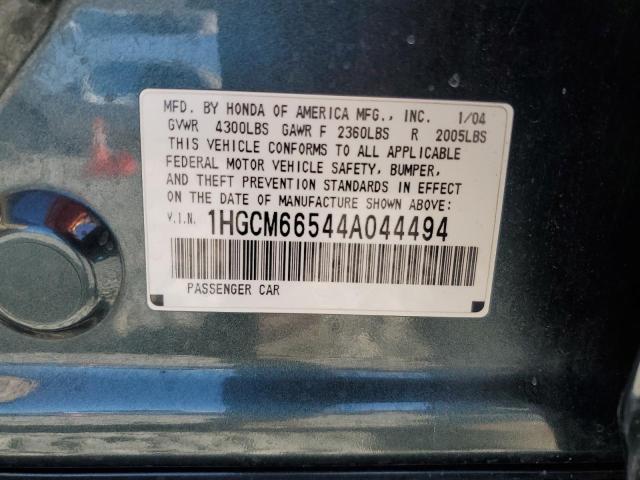 MFD. BY HONDA OF AMERICA MFG., INC. 1/04
GVWR 4300LBS GAWR F 2360LBS R 2005LBS
THIS VEHICLE CONFORMS TO ALL APPLICABLE
FEDERAL MOTOR VEHICLE SAFETY, BUMPER,
AND THEFT PREVENTION STANDARDS IN EFFECT
ON THE DATE OF MANUFACTURE SHOWN ABOVE:
V.I.N. 1HGCM66544A044494
PASSENGER CAR